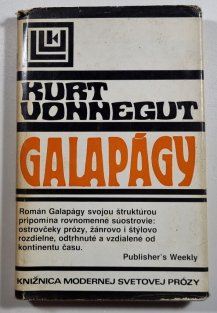 KURT
VONNEGUT
GALAPÁGY
Román Galapágy svojou štruktúrou
pripomína rovnomenné súostrovie:
ostrovčeky prózy, žánrovo i štýlovo
rozdielne, odtrhnuté a vzdialené od
kontinentu času.
Publisher's Weekly
KNIŽNICA MODERNEJ SVETOVEJ PRÓZY